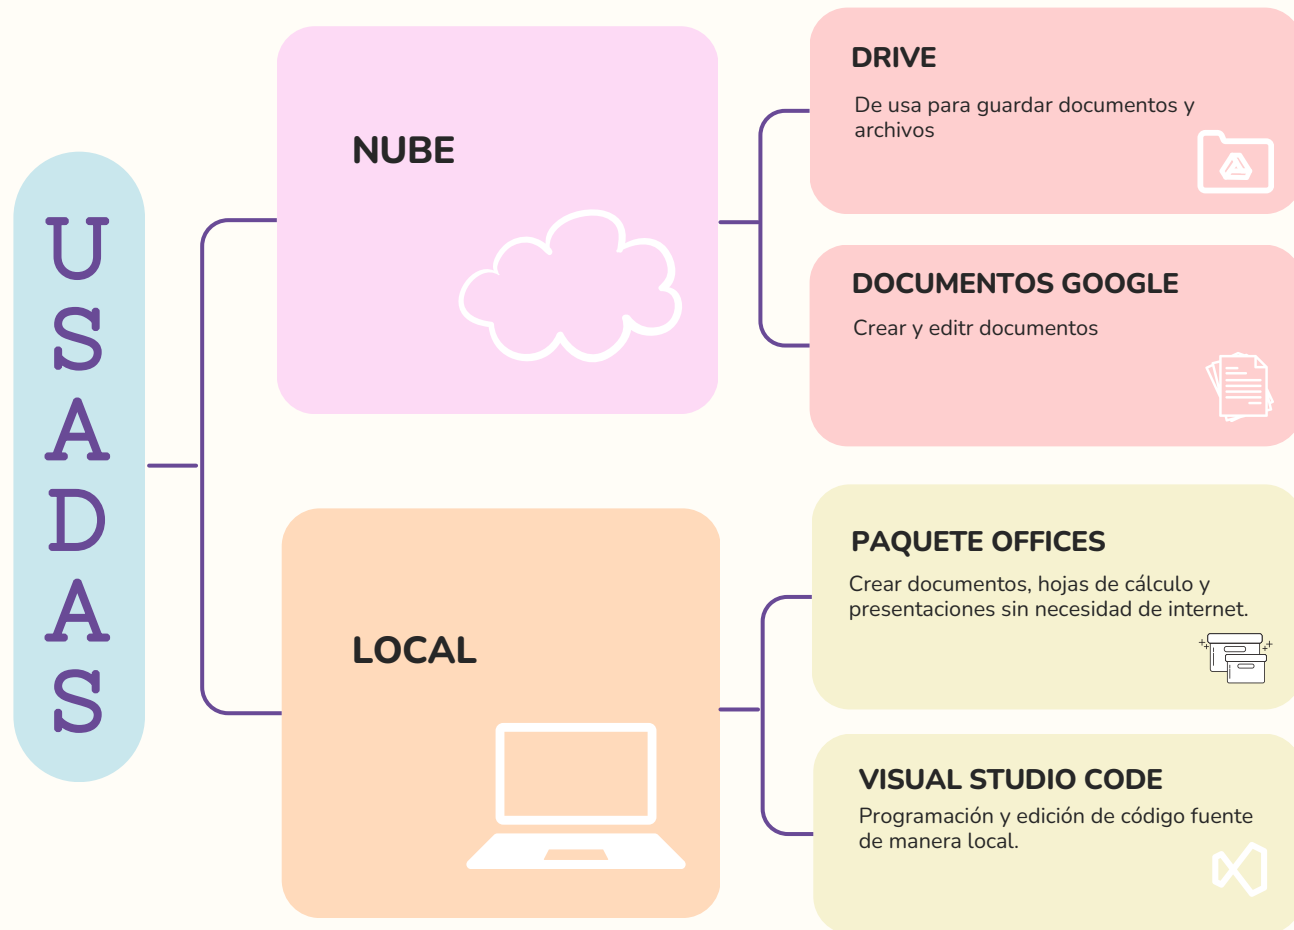 USADAS
NUBE
DRIVE
De usa para guardar documentos y
archivos
DOCUMENTOS GOOGLE
Crear y editr documentos
LOCAL
PAQUETE OFFICES
Crear documentos, hojas de cálculo y
presentaciones sin necesidad de internet.
VISUAL STUDIO CODE
Programación y edición de código fuente
de manera local.